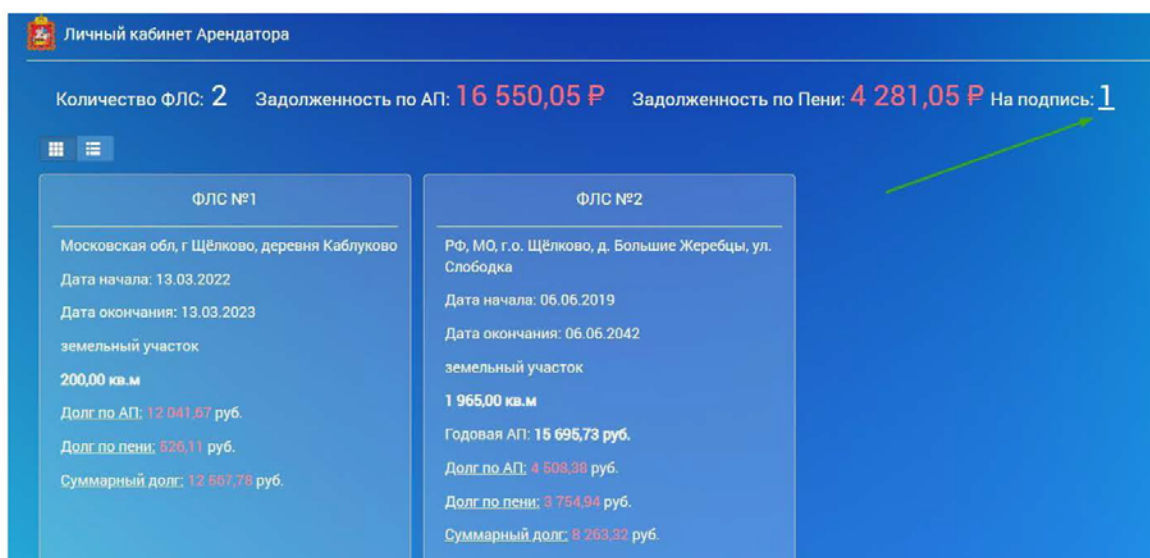 Личный кабинет Арендатора
Количество ФЛС: 2 Задолженность по АП: 16 550,05 ₽ Задолженность по Пени: 4 281,05 ₽ На подпись: 1
ФЛС №1
Московская обл, г Щёлково, деревня Каблуково
Дата начала: 13.03.2022
Дата окончания: 13.03.2023
земельный участок
200,00 кв.м
Долг по АП: 12 041,67 руб.
Долг по пени: 526,11 руб.
Суммарный долг: 12 567,78 руб.
ФЛС №2
РФ, МО, г.о. Щёлково, д. Большие Жеребцы, ул.
Слободка
Дата начала: 06.06.2019
Дата окончания: 06.06.2042
земельный участок
1 965,00 кв.м
Годовая АП: 15 695,73 руб.
Долг по АП: 4 508,38 руб.
Долг по пени: 3 754,94 руб.
Суммарный долг: 8 263,32 руб.